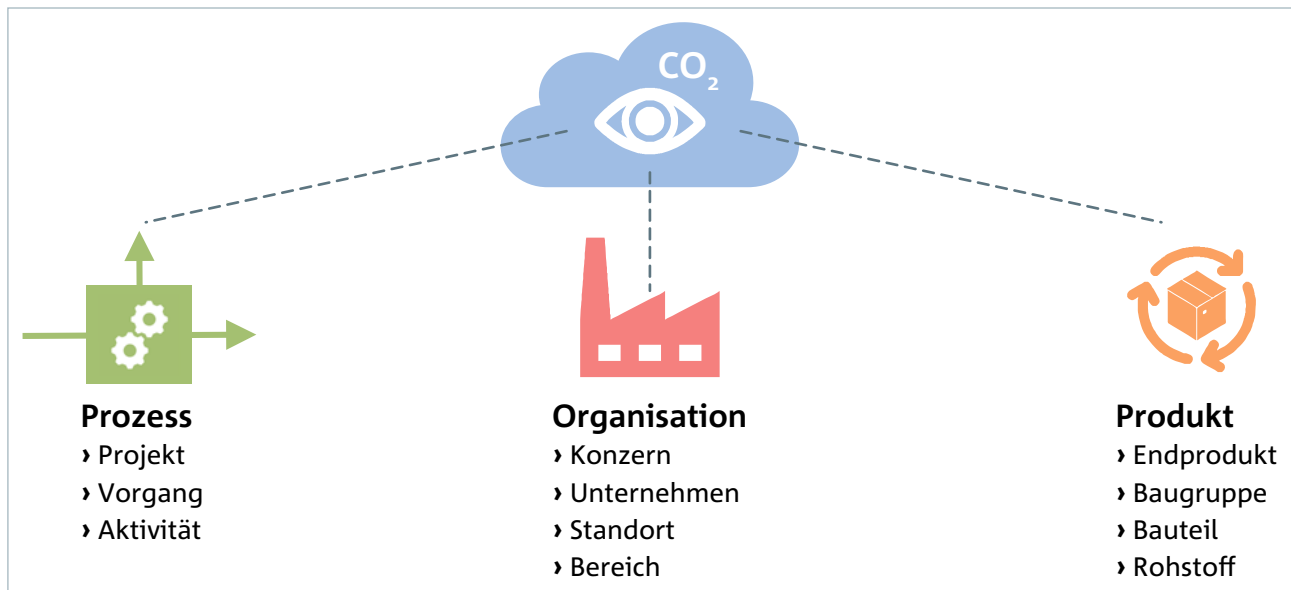 CO₂
Prozess
› Projekt
› Vorgang
› Aktivität
Organisation
› Konzern
› Unternehmen
› Standort
› Bereich
Produkt
› Endprodukt
› Baugruppe
› Bauteil
› Rohstoff